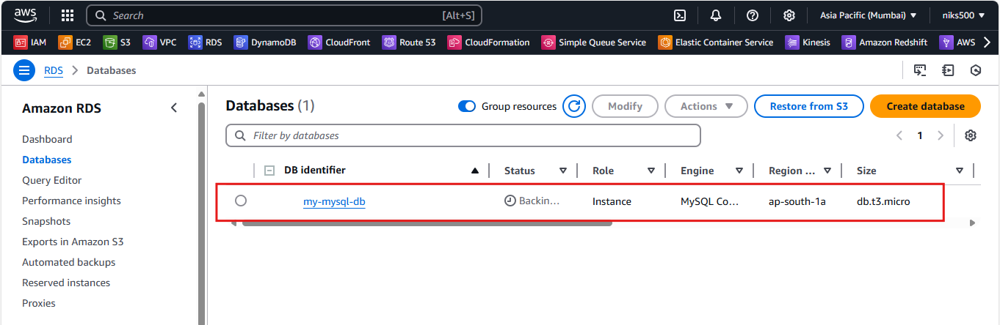 aws Search [Alt+S] Asia Pacific (Mumbai) niks500
IAM EC2 S3 VPC RDS DynamoDB CloudFront Route 53 CloudFormation Simple Queue Service Elastic Container Service Kinesis Amazon Redshift AWS
RDS > Databases
Amazon RDS
Dashboard
Databases
Query Editor
Performance insights
Snapshots
Exports in Amazon S3
Automated backups
Reserved instances
Proxies
Databases (1) Group resources Modify Actions Restore from S3 Create database
Filter by databases 1
DB identifier Status Role Engine Region ... Size
my-mysql-db Backin... Instance MySQL Co... ap-south-1a db.t3.micro